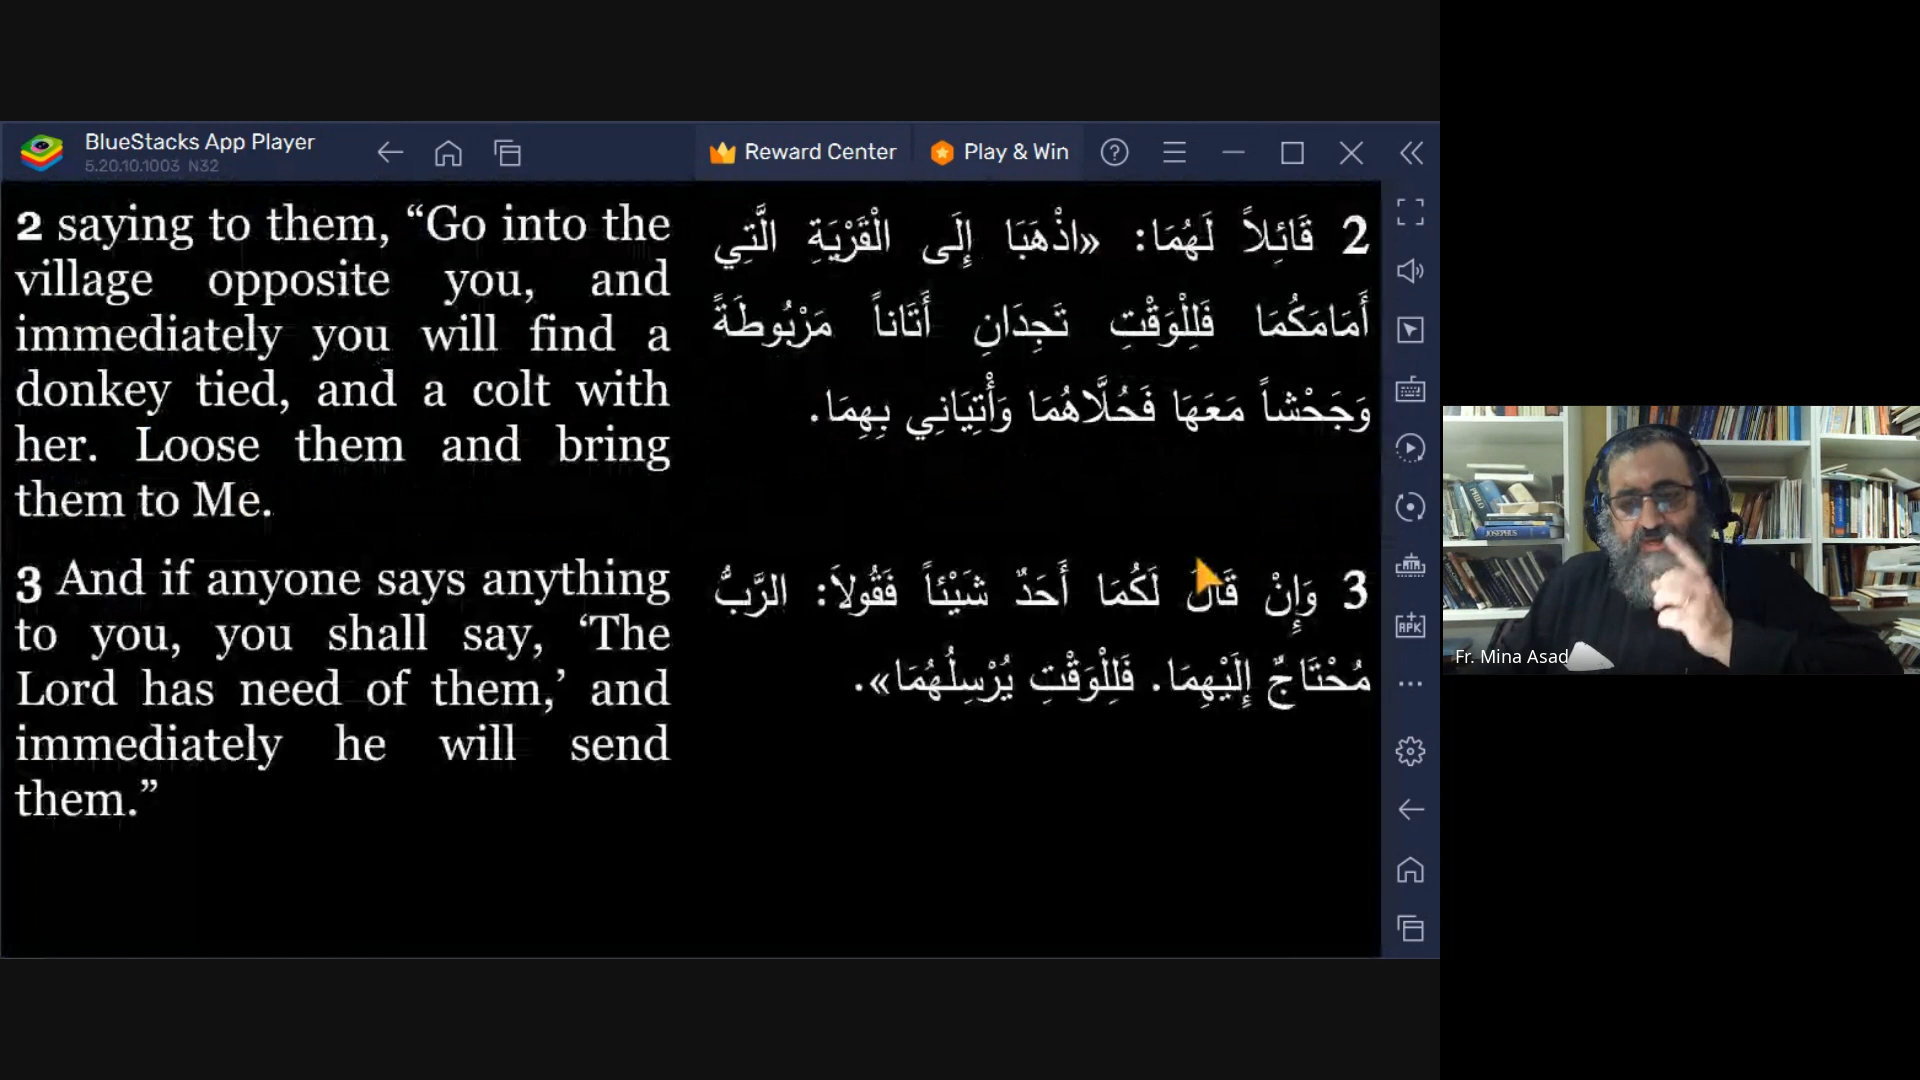 BlueStacks App Player
5.20.10.1003 N32
Reward Center
Play & Win
2 saying to them, “Go into the
village opposite you, and
immediately you will find a
donkey tied, and a colt with
her. Loose them and bring
them to Me.
3 And if anyone says anything
to you, you shall say, ‘The
Lord has need of them,’ and
immediately he will send
them.”
2 قَائِلاً لَهُمَا: «اذْهَبَا إِلَى الْقَرْيَةِ الَّتِي
أَمَامَكُمَا فَلِلْوَقْتِ تَجِدَانِ أَتَاناً مَرْبُوطَةً
وَجَحْشاً مَعَهَا فَحُلَّاهُمَا وَأْتِيَانِي بِهِمَا.
3 وَإِنْ قَالَ لَكُمَا أَحَدٌ شَيْئاً فَقُولاَ: الرَّبُّ
مُحْتَاجٌ إِلَيْهِمَا. فَلِلْوَقْتِ يُرْسِلُهُمَا».
APK
PHILO
JOSEPHUS
Fr. Mina Asad